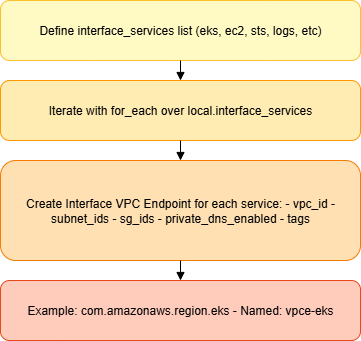 Define interface_services list (eks, ec2, sts, logs, etc)
Iterate with for_each over local.interface_services
Create Interface VPC Endpoint for each service: - vpc_id -
subnet_ids - sg_ids - private_dns_enabled - tags
Example: com.amazonaws.region.eks - Named: vpce-eks